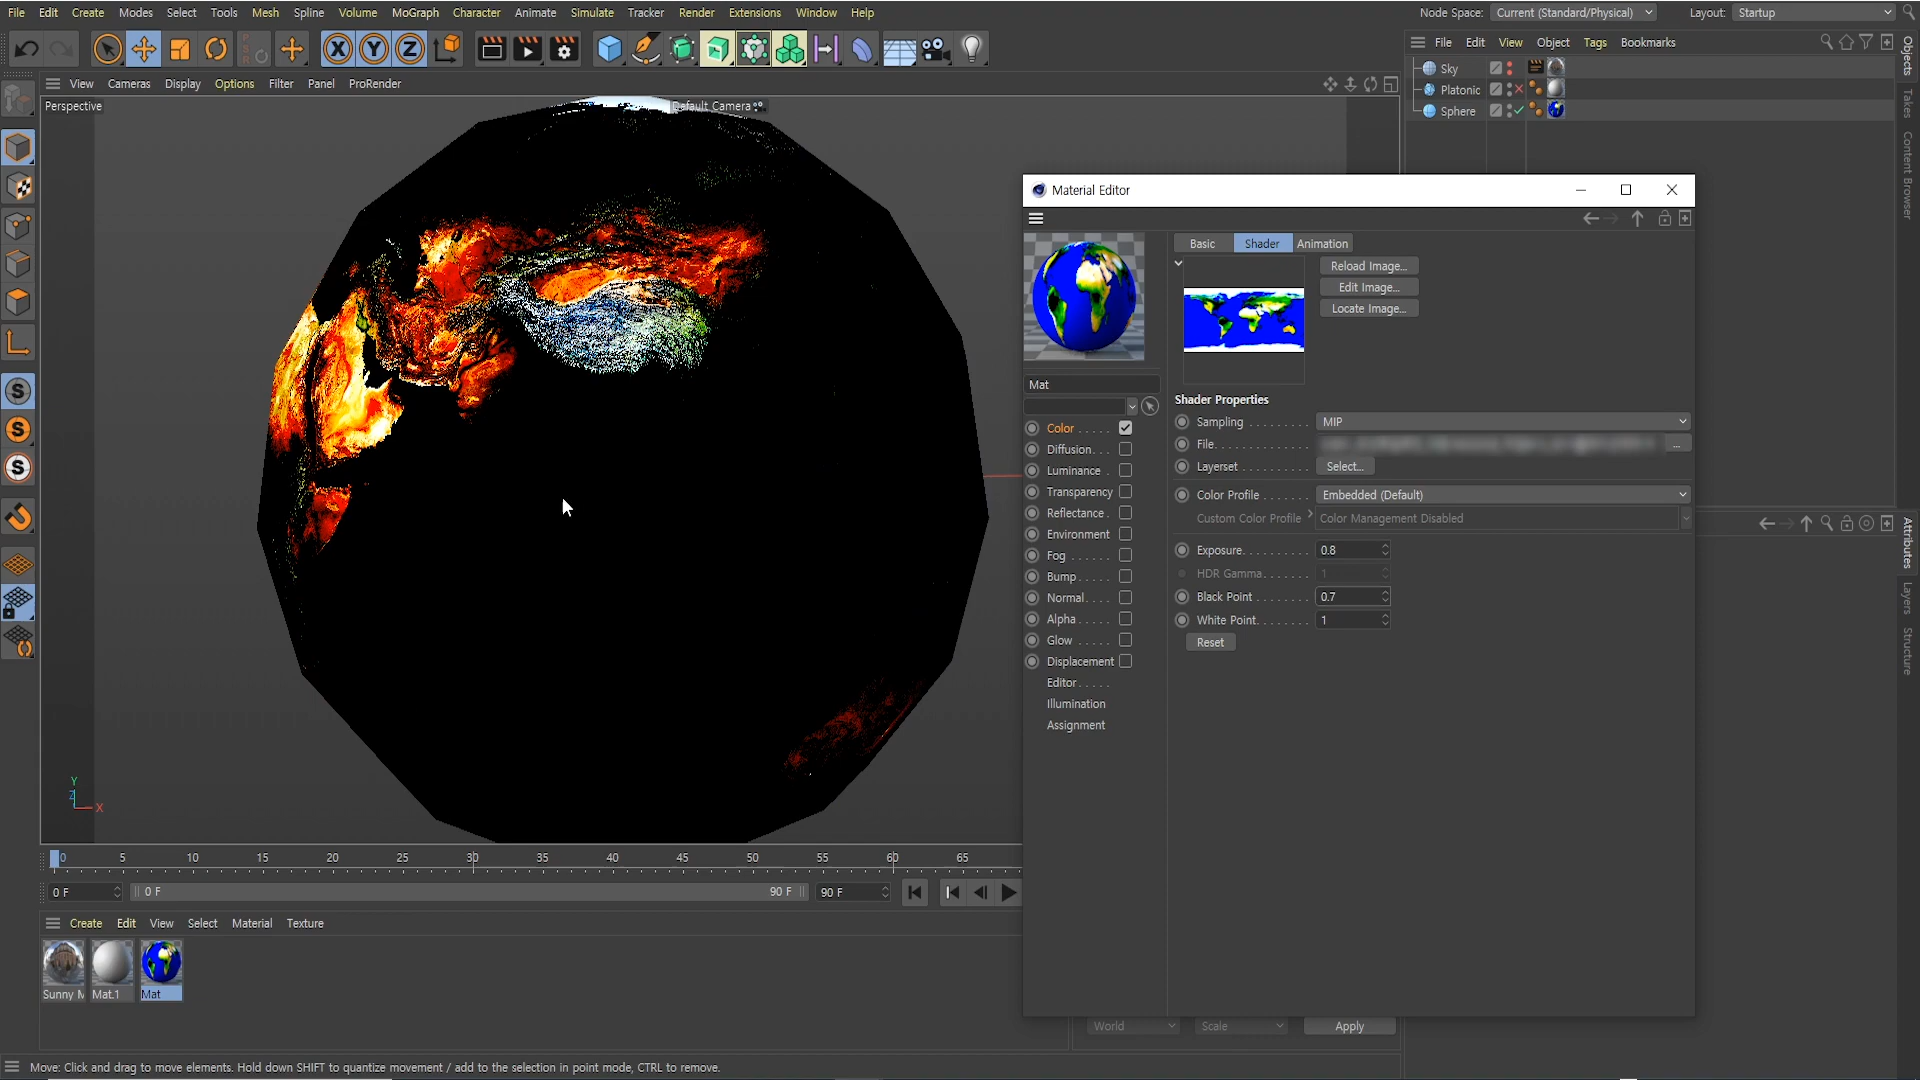 File Edit Create Modes Select Tools Mesh Spline Volume MoGraph Character Animate Simulate Tracker Render Extensions Window Help
Node Space: Current (Standard/Physical) Layout: Startup
X Y Z
PSR
File Edit View Object Tags Bookmarks
View Cameras Display Options Filter Panel ProRender
Perspective
Default Camera
Sky
Platonic
Sphere
Objects
Takes
Content Browser
Attributes
Layers
Structure
S
S
S
Material Editor
Basic Shader Animation
Reload Image...
Edit Image...
Locate Image...
Mat
Color . . . . .
Diffusion. . .
Luminance .
Transparency
Reflectance .
Environment
Fog . . . . . .
Bump. . . . .
Normal. . . .
Alpha. . . . .
Glow . . . . .
Displacement
Editor. . . . .
Illumination
Assignment
Shader Properties
Sampling . . . . . . . . . MIP
File. . . . . . . . . . . . . ...
Layerset . . . . . . . . . . Select...
Color Profile . . . . . . . Embedded (Default)
Custom Color Profile Color Management Disabled
Exposure. . . . . . . . . . 0.8
HDR Gamma. . . . . . . 1
Black Point . . . . . . . . . 0.7
White Point. . . . . . . . . 1
Reset
Y
Z
X
0 5 10 15 20 25 30 35 40 45 50 55 60 65
0 F 0 F 90 F 90 F
Create Edit View Select Material Texture
Sunny M Mat.1 Mat
World Scale Apply
Move: Click and drag to move elements. Hold down SHIFT to quantize movement / add to the selection in point mode, CTRL to remove.